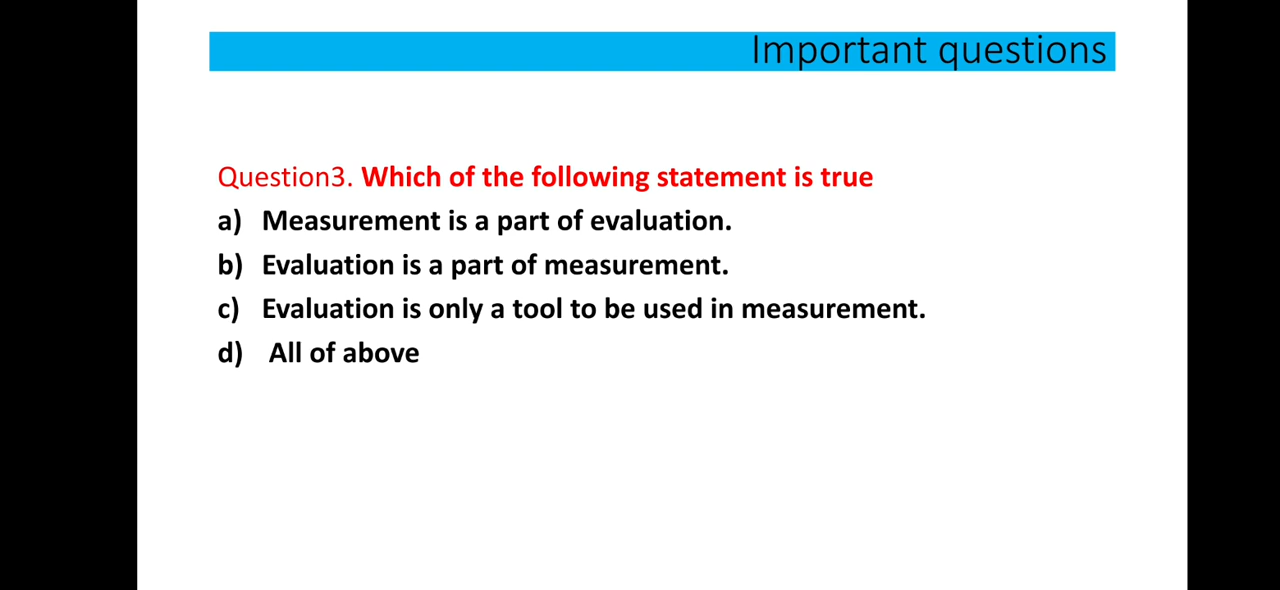 Important questions
Question3. Which of the following statement is true
a) Measurement is a part of evaluation.
b) Evaluation is a part of measurement.
c) Evaluation is only a tool to be used in measurement.
d) All of above